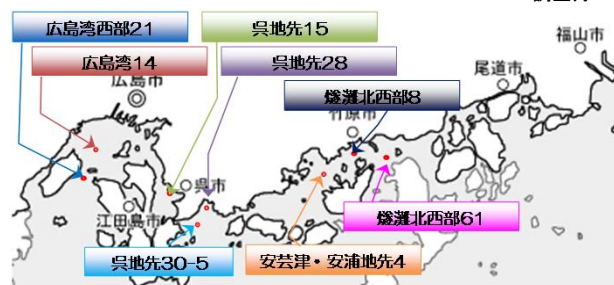 広島湾西部21
呉地先15
広島湾14
呉地先28
福山市
尾道市
広島市
燧灘北西部8
竹原市
呉市
江田島市
燧灘北西部61
呉地先30-5
安芸津・安浦地先4